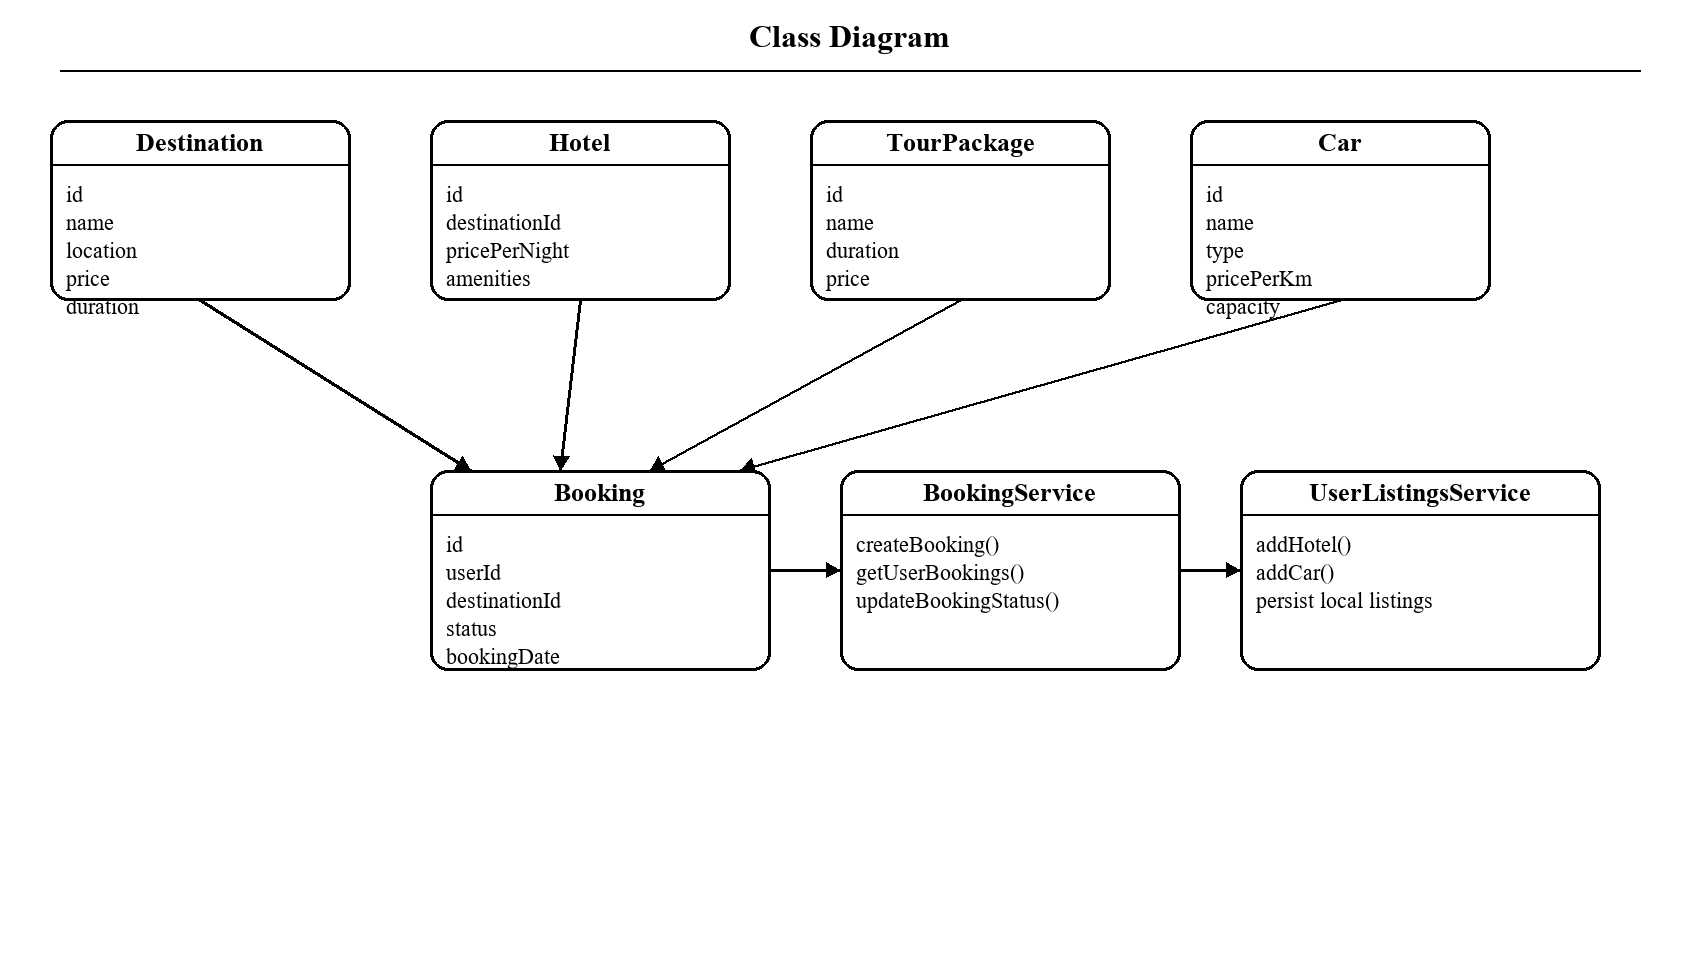 Class Diagram
Destination
id
name
location
price
duration
Hotel
id
destinationId
pricePerNight
amenities
TourPackage
id
name
duration
price
Car
id
name
type
pricePerKm
capacity
Booking
id
userId
destinationId
status
bookingDate
BookingService
createBooking()
getUserBookings()
updateBookingStatus()
UserListingsService
addHotel()
addCar()
persist local listings